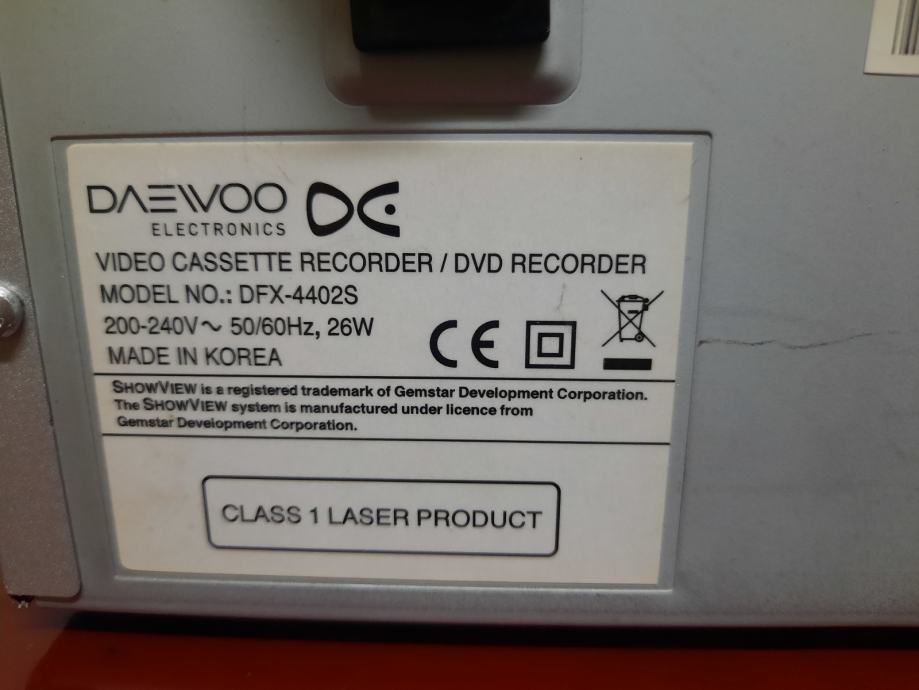 DAEWOO
ELECTRONICS
VIDEO CASSETTE RECORDER / DVD RECORDER
MODEL NO.: DFX-4402S
200-240V～ 50/60Hz, 26W
MADE IN KOREA
CE
SHOWVIEW is a registered trademark of Gemstar Development Corporation.
The SHOWVIEW system is manufactured under licence from
Gemstar Development Corporation.
CLASS 1 LASER PRODUCT